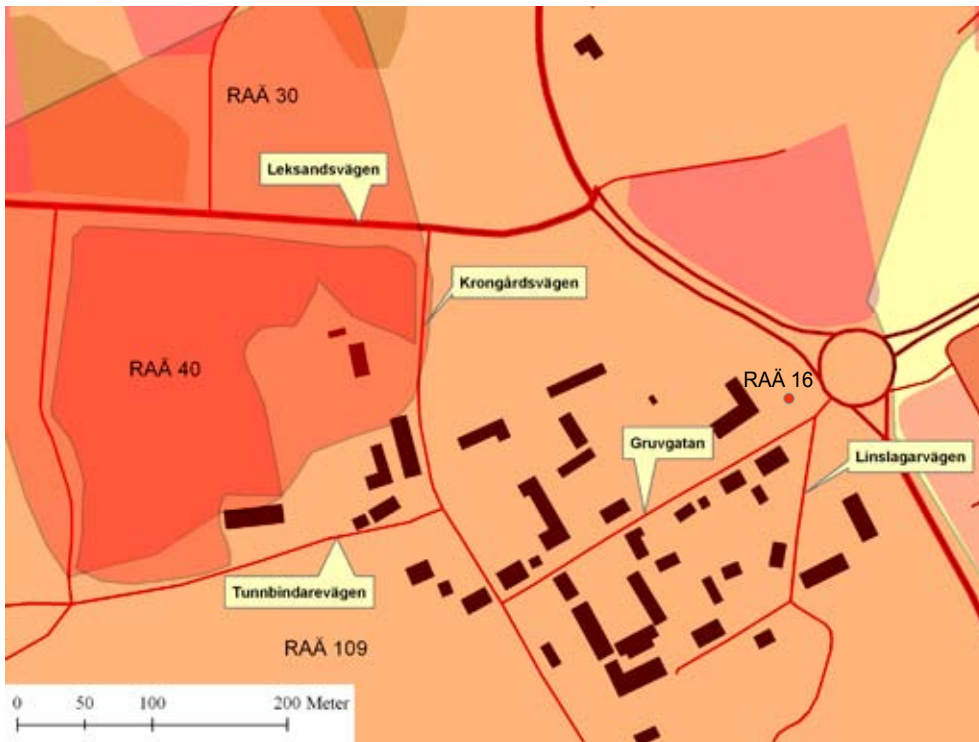 RAÄ 30
Leksandsvägen
Krongårdsvägen
RAÄ 40
RAÄ 16
Gruvgatan
Linslagarvägen
Tunnbindarevägen
RAÄ 109
0 50 100 200 Meter